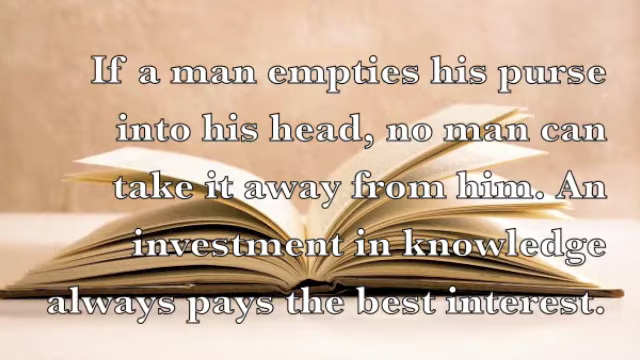 If a man empties his purse
into his head, no man can
take it away from him. An
investment in knowledge
always pays the best interest.